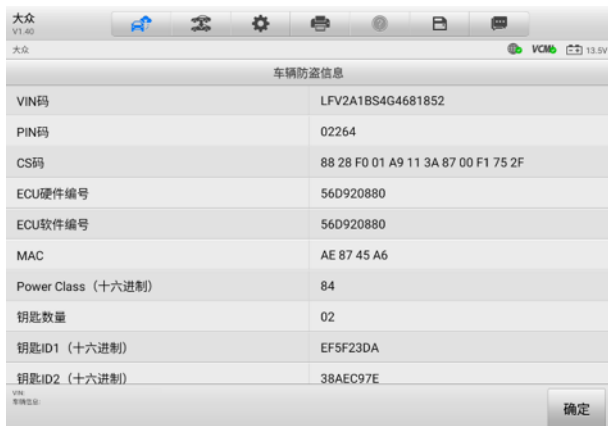 大众
V1.40
大众
VCM
13.5V
车辆防盗信息
VIN码 LFV2A1BS4G4681852
PIN码 02264
CS码 88 28 F0 01 A9 11 3A 87 00 F1 75 2F
ECU硬件编号 56D920880
ECU软件编号 56D920880
MAC AE 87 45 A6
Power Class（十六进制） 84
钥匙数量 02
钥匙ID1（十六进制） EF5F23DA
钥匙ID2（十六进制） 38AEC97E
VIN:
车辆信息:
确定